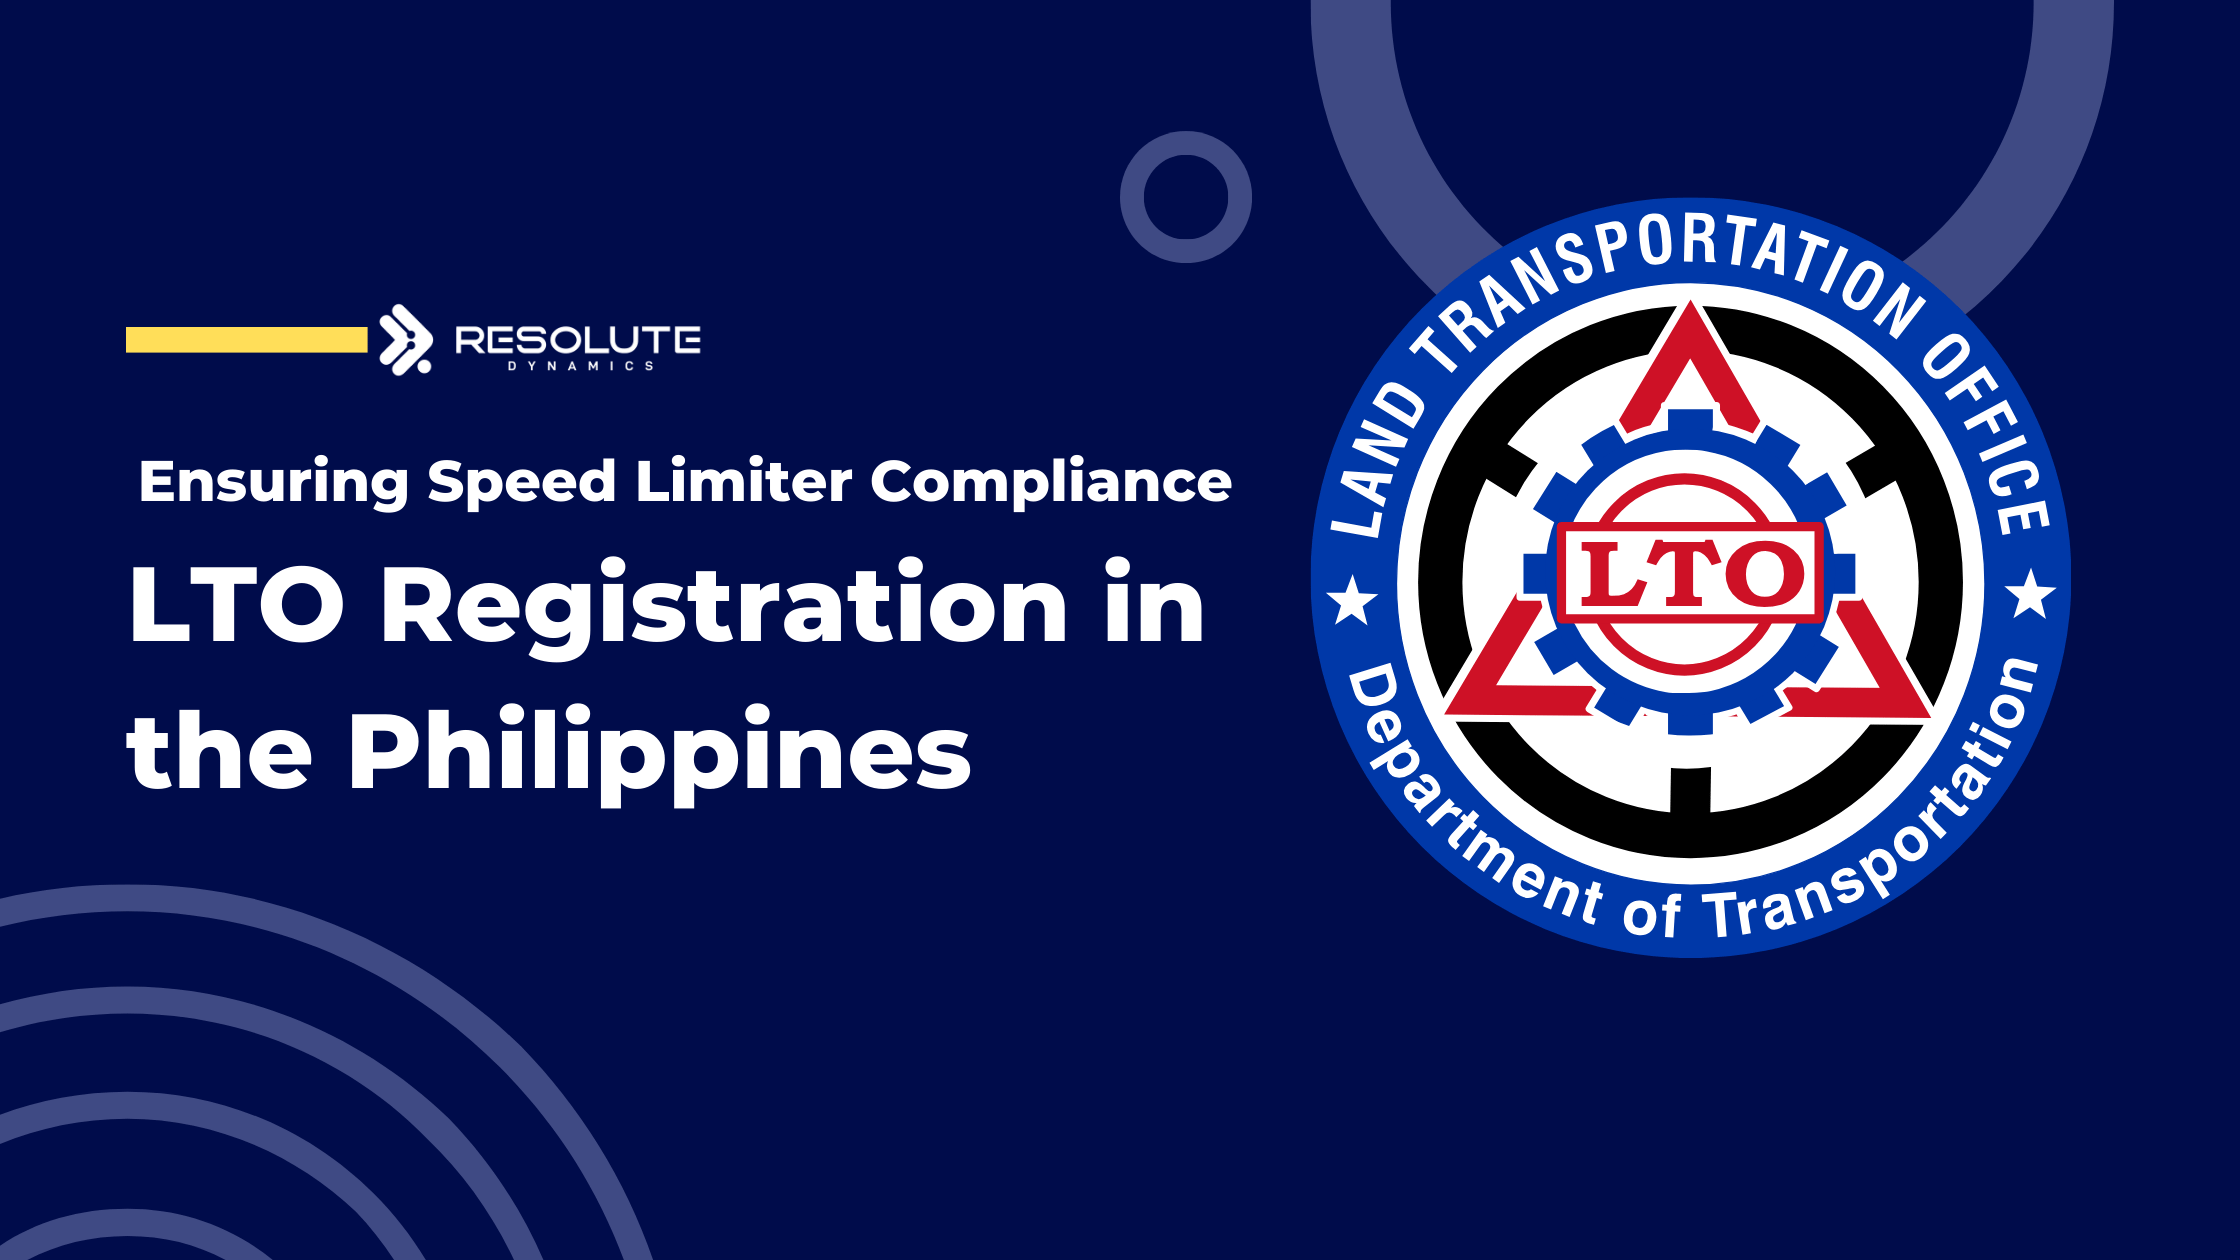 RESOLUTE
DYNAMICS
Ensuring Speed Limiter Compliance
LTO Registration in
the Philippines
LAND TRANSPORTATION OFFICE
LTO
Department of Transportation